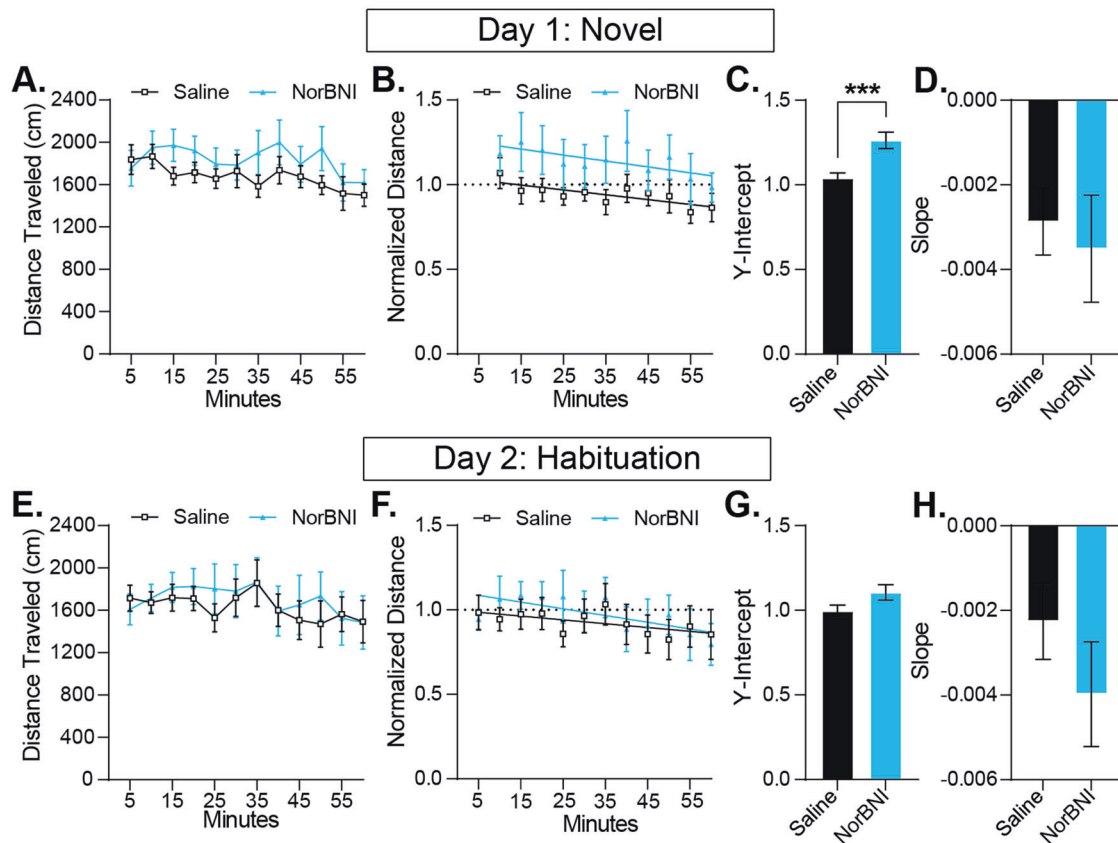 Day 1: Novel
A.
Saline
NorBNI
Distance Traveled (cm)
2400
2000
1600
1200
800
400
0
5 15 25 35 45 55
Minutes
B.
Saline
NorBNI
Normalized Distance
1.5
1.0
0.5
0.0
5 15 25 35 45 55
Minutes
C.
***
Y-Intercept
1.5
1.0
0.5
0.0
Saline
NorBNI
D.
Slope
0.000
-0.002
-0.004
-0.006
Saline
NorBNI
Day 2: Habituation
E.
Saline
NorBNI
Distance Traveled (cm)
2400
2000
1600
1200
800
400
0
5 15 25 35 45 55
Minutes
F.
Saline
NorBNI
Normalized Distance
1.5
1.0
0.5
0.0
5 15 25 35 45 55
Minutes
G.
Y-Intercept
1.5
1.0
0.5
0.0
Saline
NorBNI
H.
Slope
0.000
-0.002
-0.004
-0.006
Saline
NorBNI